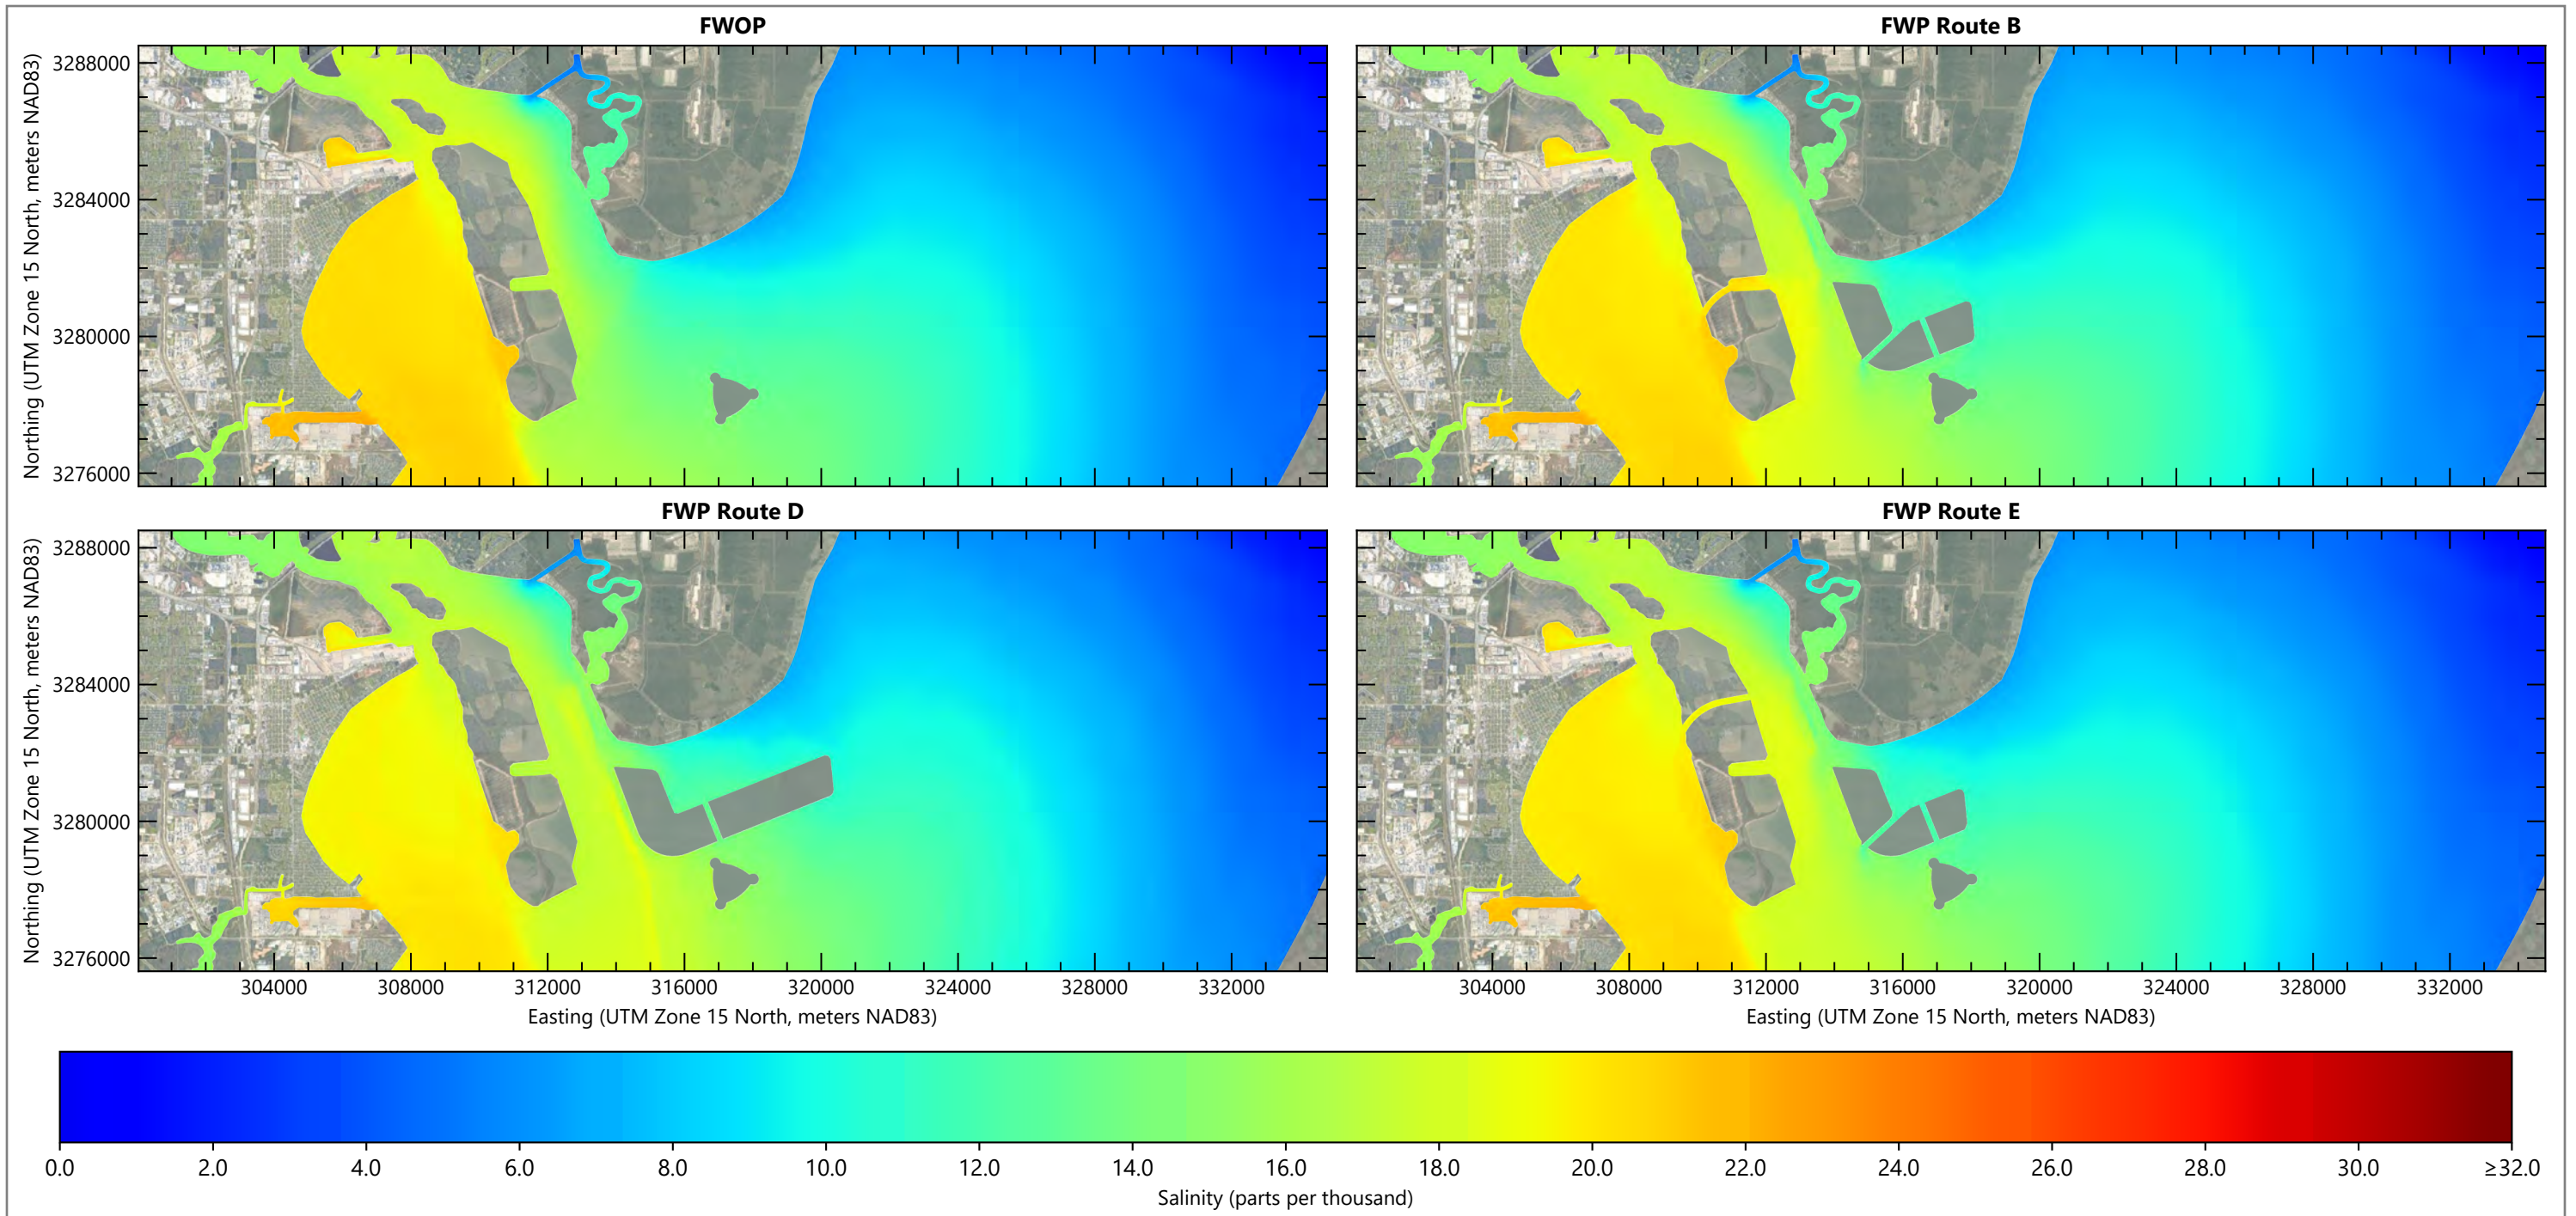 FWOP
FWP Route B
Northing (UTM Zone 15 North, meters NAD83)
3288000
3284000
3280000
3276000
FWP Route D
FWP Route E
Northing (UTM Zone 15 North, meters NAD83)
3288000
3284000
3280000
3276000
304000 308000 312000 316000 320000 324000 328000 332000
304000 308000 312000 316000 320000 324000 328000 332000
Easting (UTM Zone 15 North, meters NAD83)
Easting (UTM Zone 15 North, meters NAD83)
0.0 2.0 4.0 6.0 8.0 10.0 12.0 14.0 16.0 18.0 20.0 22.0 24.0 26.0 28.0 30.0 ≥32.0
Salinity (parts per thousand)